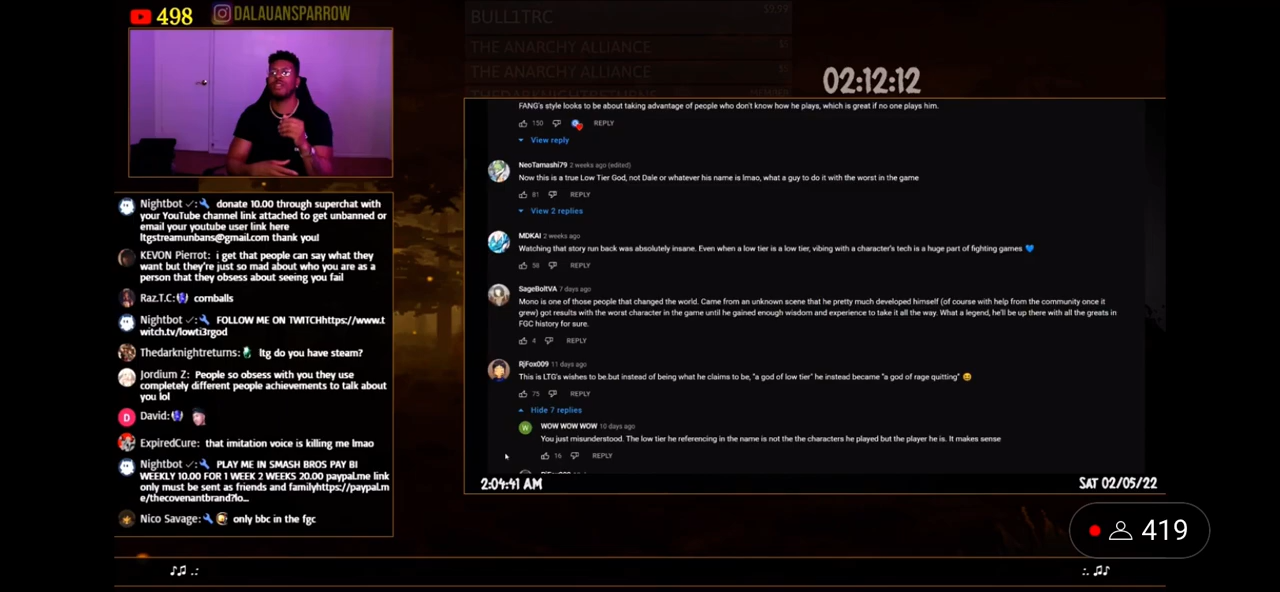 498
DALAUANSPARROW
BULL1TRC
$9.99
THE ANARCHY ALLIANCE
$5
THE ANARCHY ALLIANCE
$5
THEDARKNIGHTRETURNS
MEMBER
02:12:12
Nightbot ✓:🔧 donate 10.00 through superchat with
your YouTube channel link attached to get unbanned or
email your youtube user link here
ltgstreamunbans@gmail.com thank you!
KEVON Pierrot: i get that people can say what they
want but they're just so mad about who you are as a
person that they obsess about seeing you fail
Raz.T.C: cornballs
Nightbot ✓:🔧 FOLLOW ME ON TWITCHhttps://www.t
witch.tv/lowti3rgod
Thedarknightreturns: ltg do you have steam?
Jordium Z: People so obsess with you they use
completely different people achievements to talk about
you lol
D
David:
ExpiredCure: that imitation voice is killing me lmao
Nightbot ✓:🔧 PLAY ME IN SMASH BROS PAY BI
WEEKLY 10.00 FOR 1 WEEK 2 WEEKS 20.00 paypal.me link
only must be sent as friends and familyhttps://paypal.m
e/thecovenantbrand?lo...
Nico Savage:🔧 only bbc in the fgc
FANG's style looks to be about taking advantage of people who don't know how he plays, which is great if no one plays him.
150 REPLY
View reply
NeoTamashi79 2 weeks ago (edited)
Now this is a true Low Tier God, not Dale or whatever his name is lmao, what a guy to do it with the worst in the game
81 REPLY
View 2 replies
MDKAI 2 weeks ago
Watching that story run back was absolutely insane. Even when a low tier is a low tier, vibing with a character's tech is a huge part of fighting games 💙
58 REPLY
SageBoltVA 7 days ago
Mono is one of those people that changed the world. Came from an unknown scene that he pretty much developed himself (of course with help from the community once it
grew) got results with the worst character in the game until he gained enough wisdom and experience to take it all the way. What a legend, he'll be up there with all the greats in
FGC history for sure.
4 REPLY
RjFox009 11 days ago
This is LTG's wishes to be.but instead of being what he claims to be, "a god of low tier" he instead became "a god of rage quitting" 😆
75 REPLY
Hide 7 replies
W
WOW WOW WOW 10 days ago
You just misunderstood. The low tier he referencing in the name is not the the characters he played but the player he is. It makes sense
16 REPLY
2:04:41 AM
SAT 02/05/22
419